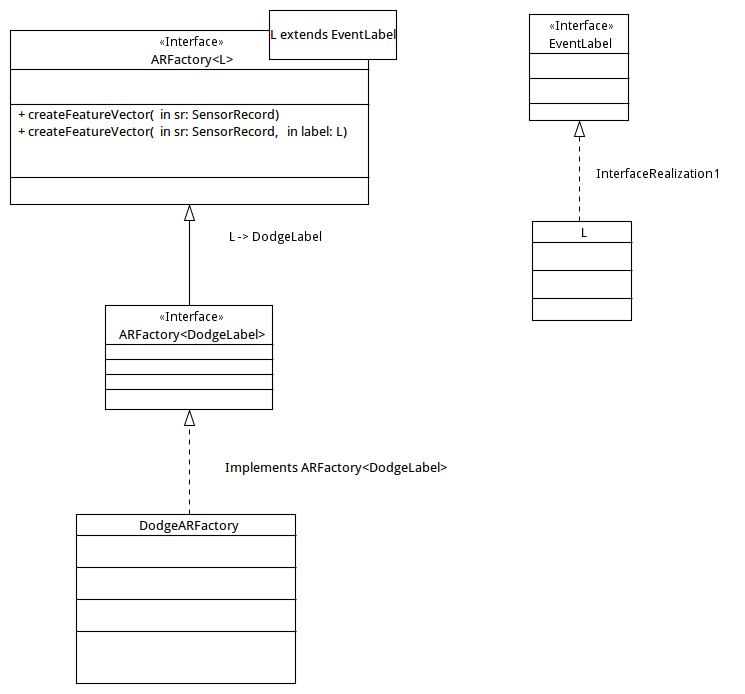 «Interface»
ARFactory<L>
L extends EventLabel
+ createFeatureVector( in sr: SensorRecord)
+ createFeatureVector( in sr: SensorRecord, in label: L)
L -> DodgeLabel
«Interface»
ARFactory<DodgeLabel>
Implements ARFactory<DodgeLabel>
DodgeARFactory
«Interface»
EventLabel
InterfaceRealization1
L